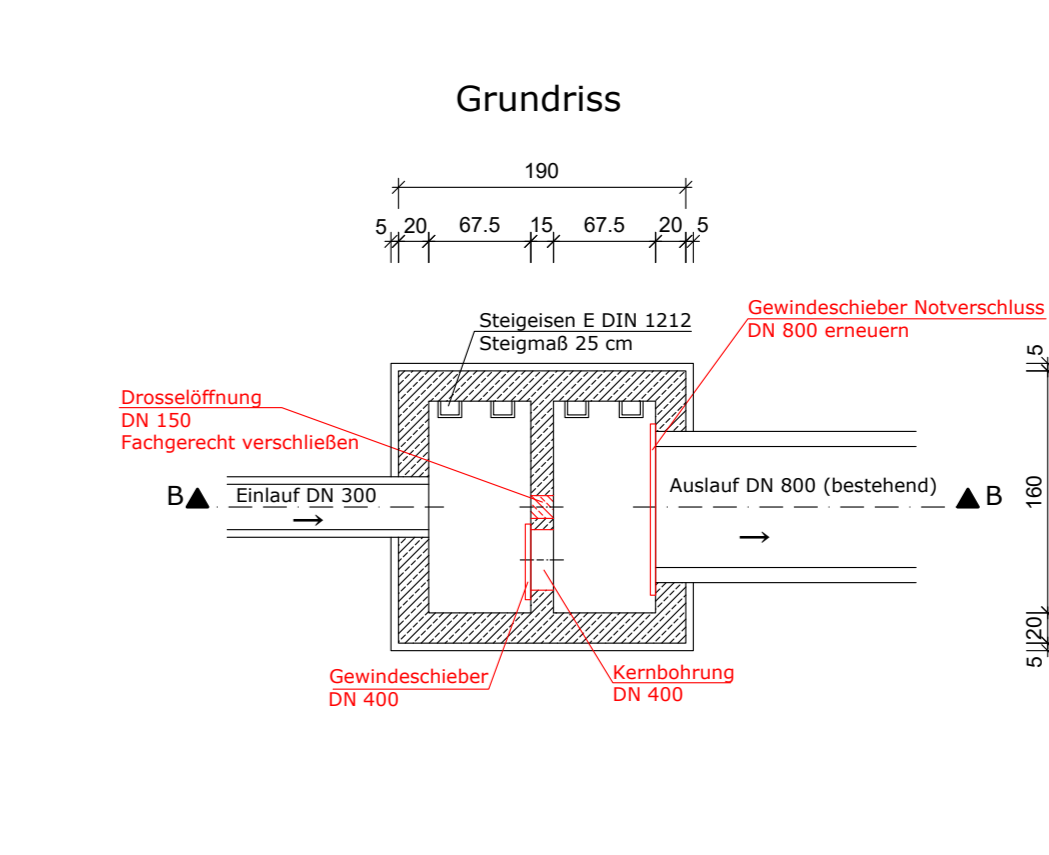 Grundriss
190
5 20 67.5 15 67.5 20 5
Steigeisen E DIN 1212
Steigmaß 25 cm
Gewindeschieber Notverschluss
DN 800 erneuern
Drosselöffnung
DN 150
Fachgerecht verschließen
B
Einlauf DN 300
Auslauf DN 800 (bestehend)
B
5
160
20
5
Gewindeschieber
DN 400
Kernbohrung
DN 400